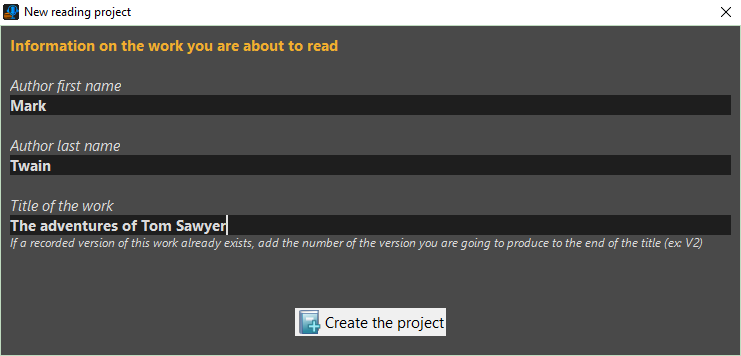 New reading project
Information on the work you are about to read
Author first name
Mark
Author last name
Twain
Title of the work
The adventures of Tom Sawyer
If a recorded version of this work already exists, add the number of the version you are going to produce to the end of the title (ex: V2)
Create the project